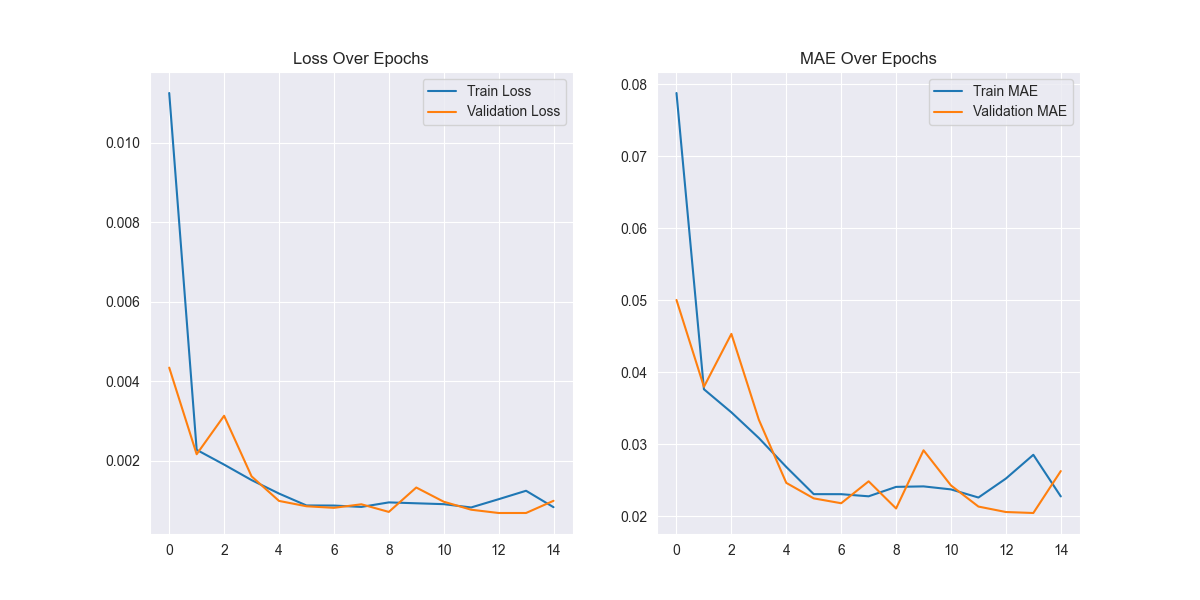 Loss Over Epochs
Train Loss
Validation Loss
0.010
0.008
0.006
0.004
0.002
0 2 4 6 8 10 12 14
MAE Over Epochs
Train MAE
Validation MAE
0.08
0.07
0.06
0.05
0.04
0.03
0.02
0 2 4 6 8 10 12 14